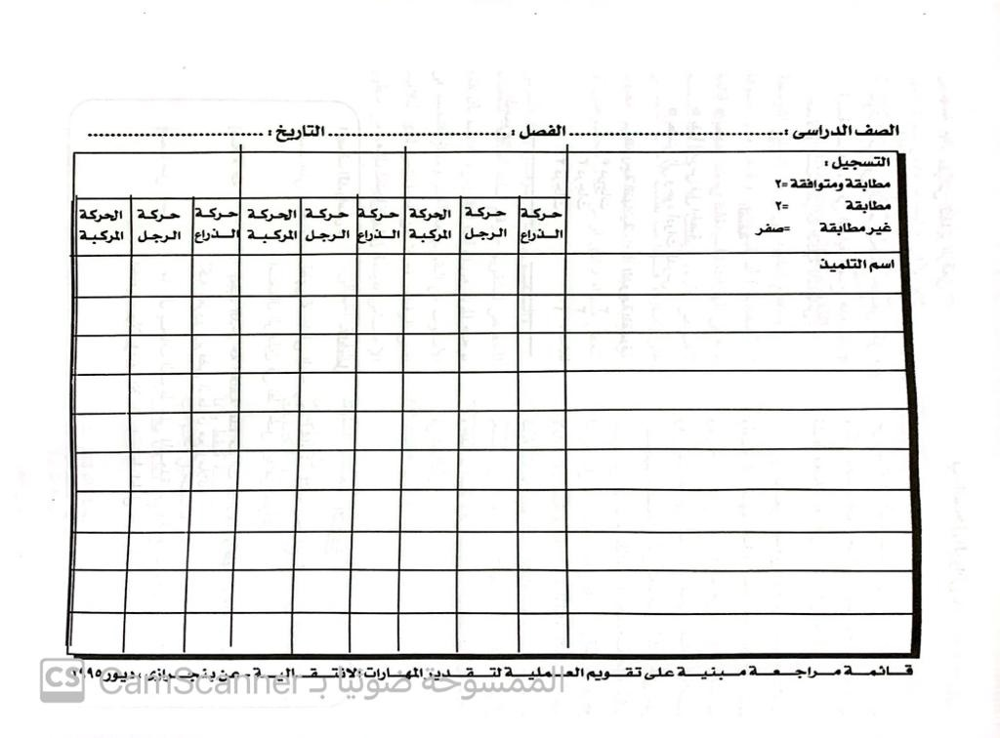 الصف الدراسى :.................................. الفصل :.............................. التاريخ :..............................
التسجيل :
مطابقة ومتوافقة =٢
مطابقة =٢
غير مطابقة =صفر
حركة الذراع
حركة الرجل
الحركة المركبة
حركة الذراع
حركة الرجل
الحركة المركبة
حركة الذراع
حركة الرجل
الحركة المركبة
اسم التلميذ
قائمة مراجعة مبنية على تقويم العملية لتقدير المهارات الانتقالية - عن بنجرازى، ديور ١٩٩٥
CS CamScanner الممسوحة ضوئيا بـ